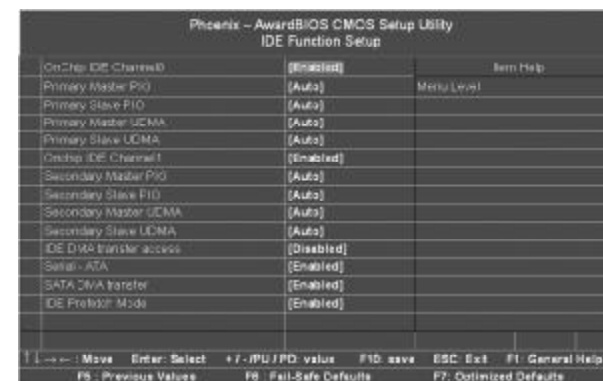 Phoenix – AwardBIOS CMOS Setup Utility
IDE Function Setup
OnChip IDE Channel0 [Enabled] Item Help
Primary Master PIO [Auto] Menu Level
Primary Slave PIO [Auto]
Primary Master UDMA [Auto]
Primary Slave UDMA [Auto]
Onchip IDE Channel1 [Enabled]
Secondary Master PIO [Auto]
Secondary Slave PIO [Auto]
Secondary Master UDMA [Auto]
Secondary Slave UDMA [Auto]
IDE DMA transfer access [Disabled]
Serial - ATA [Enabled]
SATA DMA transfer [Enabled]
IDE Prefetch Mode [Enabled]
↑↓→← : Move Enter: Select +/-/PU/PD: value F10: save ESC: Exit F1: General Help
F5 : Previous Values F6 : Fail-Safe Defaults F7: Optimized Defaults